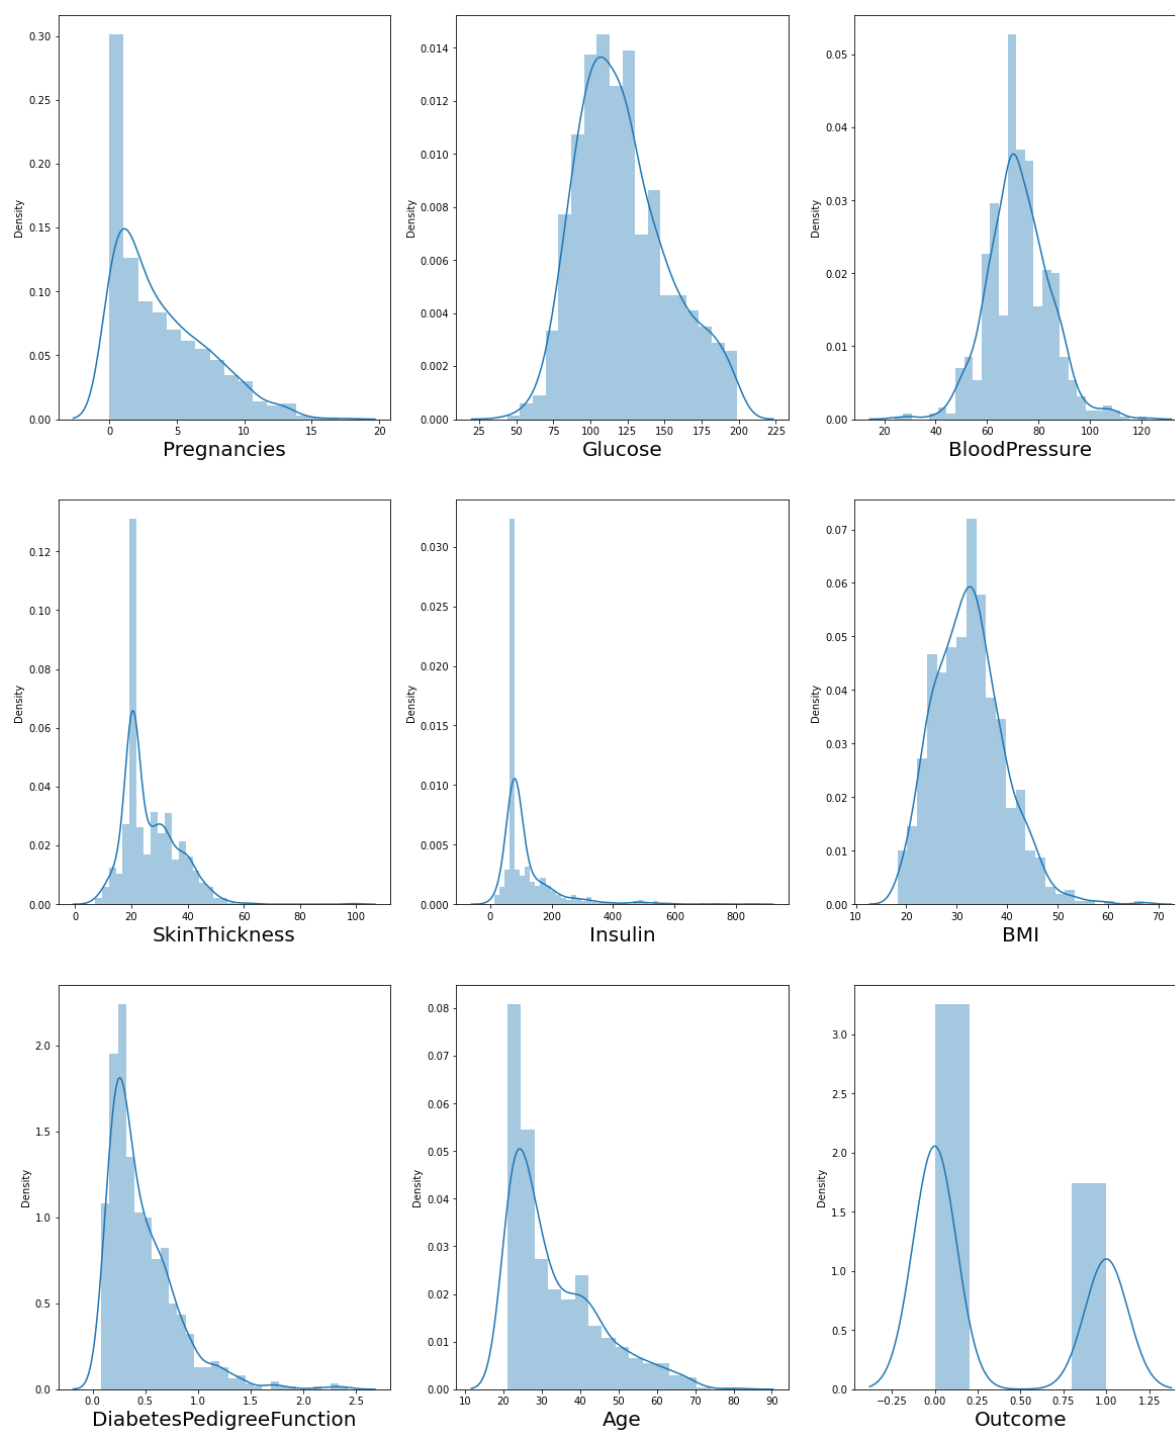 0.30
0.25
0.20
0.15
0.10
0.05
0.00
Density
0 5 10 15 20
Pregnancies
0.014
0.012
0.010
0.008
0.006
0.004
0.002
0.000
Density
25 50 75 100 125 150 175 200 225
Glucose
0.05
0.04
0.03
0.02
0.01
0.00
Density
20 40 60 80 100 120
BloodPressure
0.12
0.10
0.08
0.06
0.04
0.02
0.00
Density
0 20 40 60 80 100
SkinThickness
0.030
0.025
0.020
0.015
0.010
0.005
0.000
Density
0 200 400 600 800
Insulin
0.07
0.06
0.05
0.04
0.03
0.02
0.01
0.00
Density
10 20 30 40 50 60 70
BMI
2.0
1.5
1.0
0.5
0.0
Density
0.0 0.5 1.0 1.5 2.0 2.5
DiabetesPedigreeFunction
0.08
0.07
0.06
0.05
0.04
0.03
0.02
0.01
0.00
Density
10 20 30 40 50 60 70 80 90
Age
3.0
2.5
2.0
1.5
1.0
0.5
0.0
Density
−0.25 0.00 0.25 0.50 0.75 1.00 1.25
Outcome